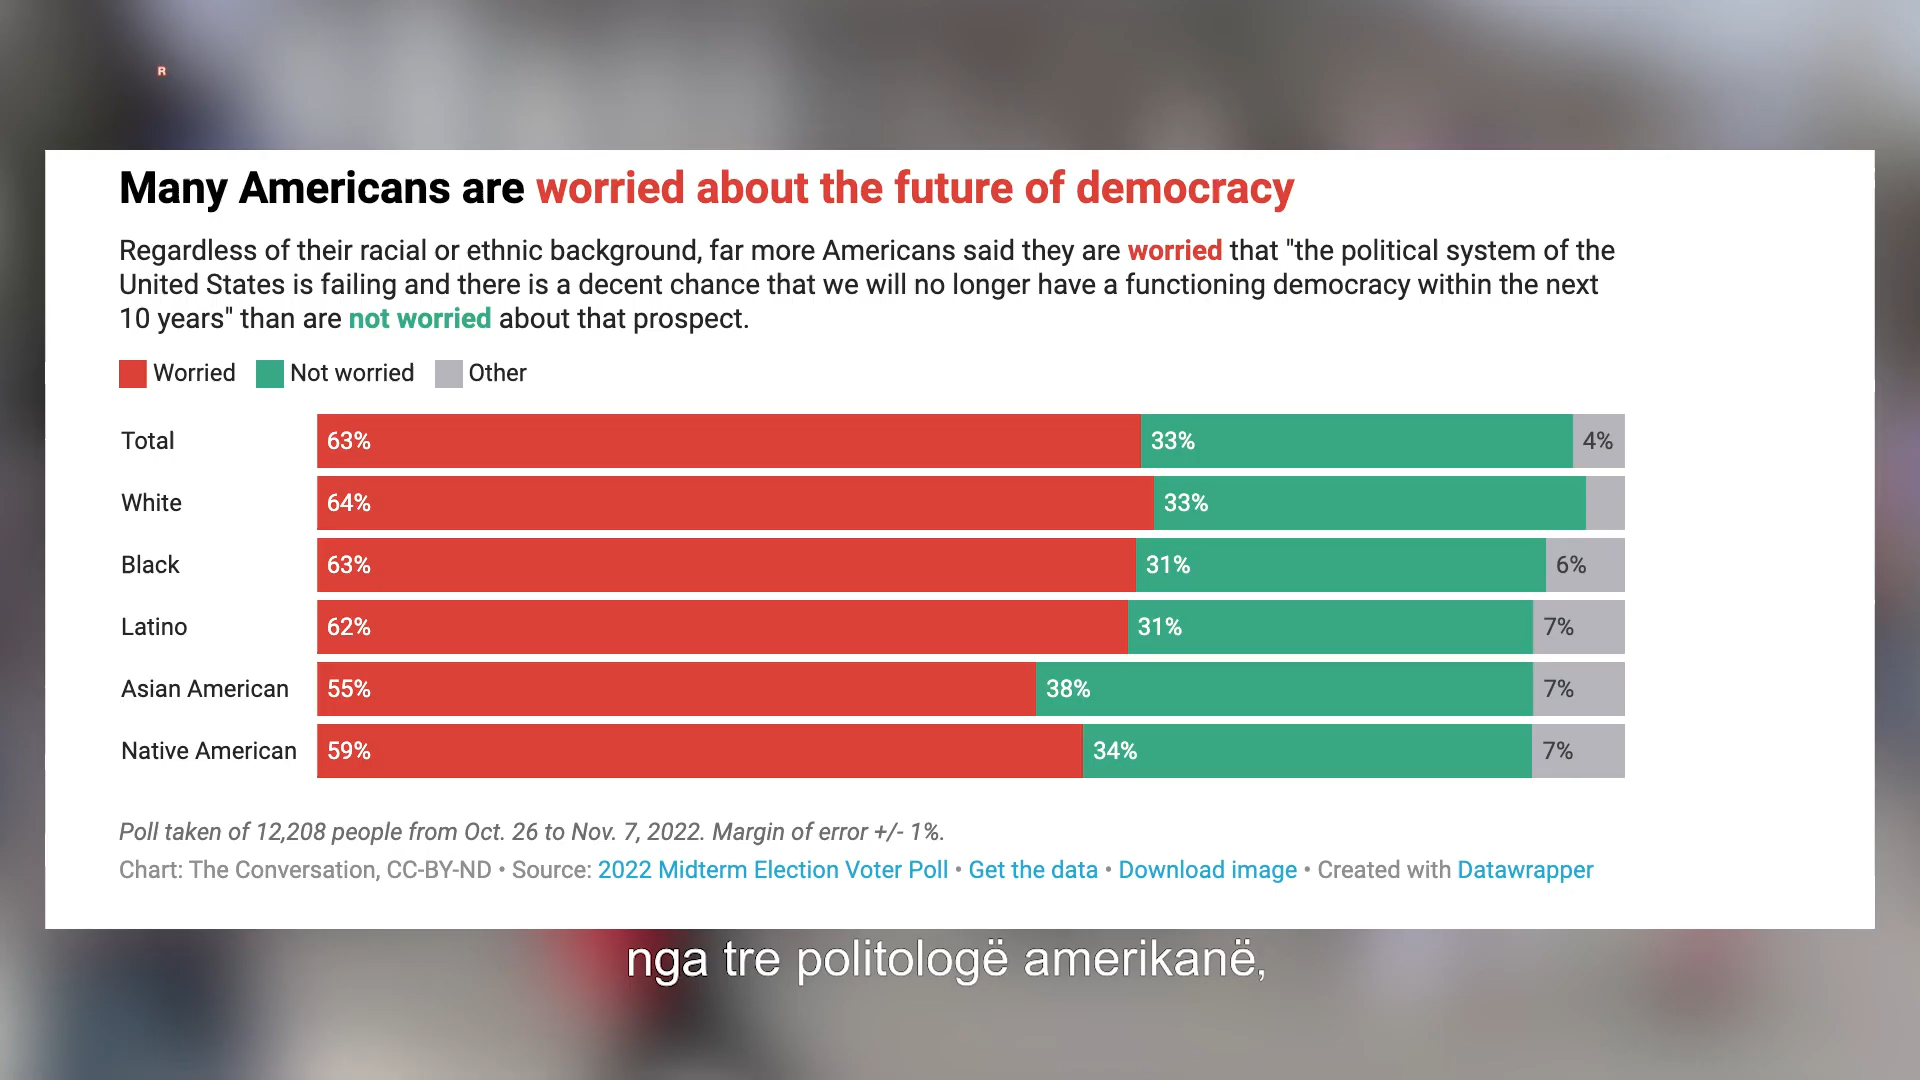 R
Many Americans are worried about the future of democracy
Regardless of their racial or ethnic background, far more Americans said they are worried that "the political system of the
United States is failing and there is a decent chance that we will no longer have a functioning democracy within the next
10 years" than are not worried about that prospect.
Worried Not worried Other
Total 63% 33% 4%
White 64% 33%
Black 63% 31% 6%
Latino 62% 31% 7%
Asian American 55% 38% 7%
Native American 59% 34% 7%
Poll taken of 12,208 people from Oct. 26 to Nov. 7, 2022. Margin of error +/- 1%.
Chart: The Conversation, CC-BY-ND • Source: 2022 Midterm Election Voter Poll • Get the data • Download image • Created with Datawrapper
nga tre politologë amerikanë,